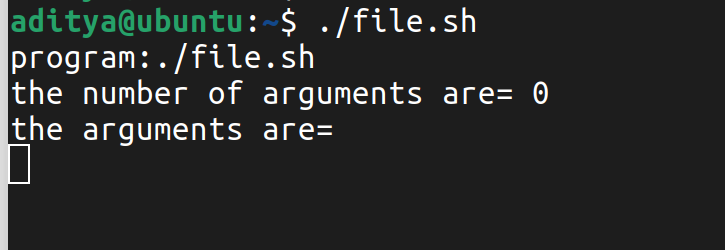 aditya@ubuntu:~$ ./file.sh
program:./file.sh
the number of arguments are= 0
the arguments are=